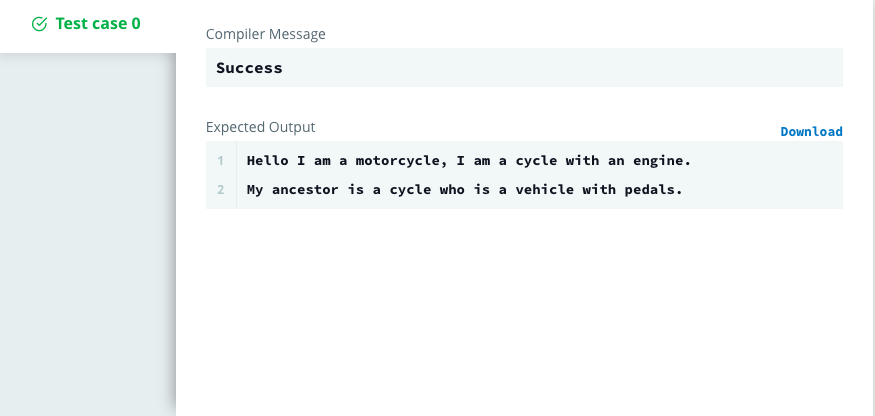 Test case 0
Compiler Message
Success
Expected Output
Download
1 Hello I am a motorcycle, I am a cycle with an engine.
2 My ancestor is a cycle who is a vehicle with pedals.